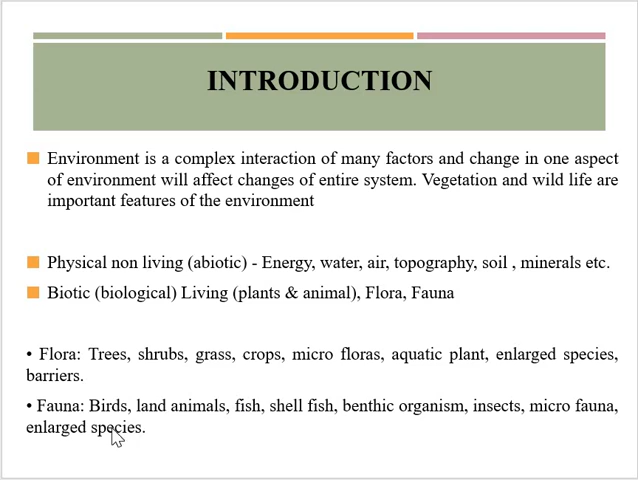 INTRODUCTION
Environment is a complex interaction of many factors and change in one aspect
of environment will affect changes of entire system. Vegetation and wild life are
important features of the environment
Physical non living (abiotic) - Energy, water, air, topography, soil , minerals etc.
Biotic (biological) Living (plants & animal), Flora, Fauna
• Flora: Trees, shrubs, grass, crops, micro floras, aquatic plant, enlarged species,
barriers.
• Fauna: Birds, land animals, fish, shell fish, benthic organism, insects, micro fauna,
enlarged species.